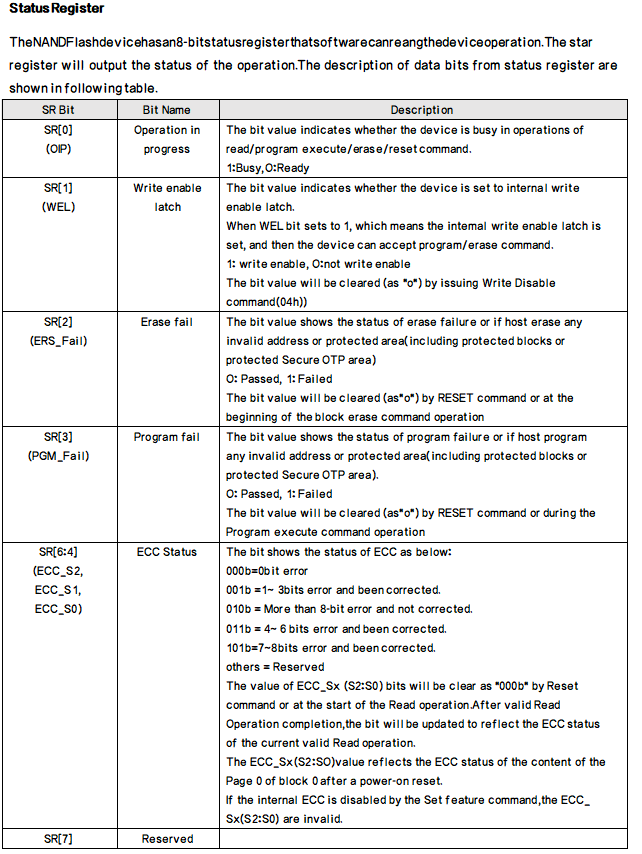 Status Register
TheNANDFlashdevicehasan8-bitstatusregisterthatsoftwarecanreangthedeviceoperation.The star
register will output the status of the operation.The description of data bits from status register are
shown in following table.
SR Bit Bit Name Description
SR[0] Operation in The bit value indicates whether the device is busy in operations of
(OIP) progress read/program execute/erase/reset command.
1:Busy,0:Ready
SR[1] Write enable The bit value indicates whether the device is set to internal write
(WEL) latch enable latch.
When WEL bit sets to 1, which means the internal write enable latch is
set, and then the device can accept program/erase command.
1: write enable, 0:not write enable
The bit value will be cleared (as "o") by issuing Write Disable
command(04h))
SR[2] Erase fail The bit value shows the status of erase failure or if host erase any
(ERS_Fail) invalid address or protected area(including protected blocks or
protected Secure OTP area)
0: Passed, 1: Failed
The bit value will be cleared (as"o") by RESET command or at the
beginning of the block erase command operation
SR[3] Program fail The bit value shows the status of program failure or if host program
(PGM_Fail) any invalid address or protected area(including protected blocks or
protected Secure OTP area).
0: Passed, 1: Failed
The bit value will be cleared (as"o") by RESET command or during the
Program execute command operation
SR[6:4] ECC Status The bit shows the status of ECC as below:
(ECC_S2, 000b=0bit error
ECC_S1, 001b =1~ 3bits error and been corrected.
ECC_S0) 010b = More than 8-bit error and not corrected.
011b = 4~ 6 bits error and been corrected.
101b=7~8bits error and been corrected.
others = Reserved
The value of ECC_Sx (S2:S0) bits will be clear as "000b" by Reset
command or at the start of the Read operation.After valid Read
Operation completion,the bit will be updated to reflect the ECC status
of the current valid Read operation.
The ECC_Sx(S2:SO)value reflects the ECC status of the content of the
Page 0 of block 0 after a power-on reset.
If the internal ECC is disabled by the Set feature command,the ECC_
Sx(S2:S0) are invalid.
SR[7] Reserved